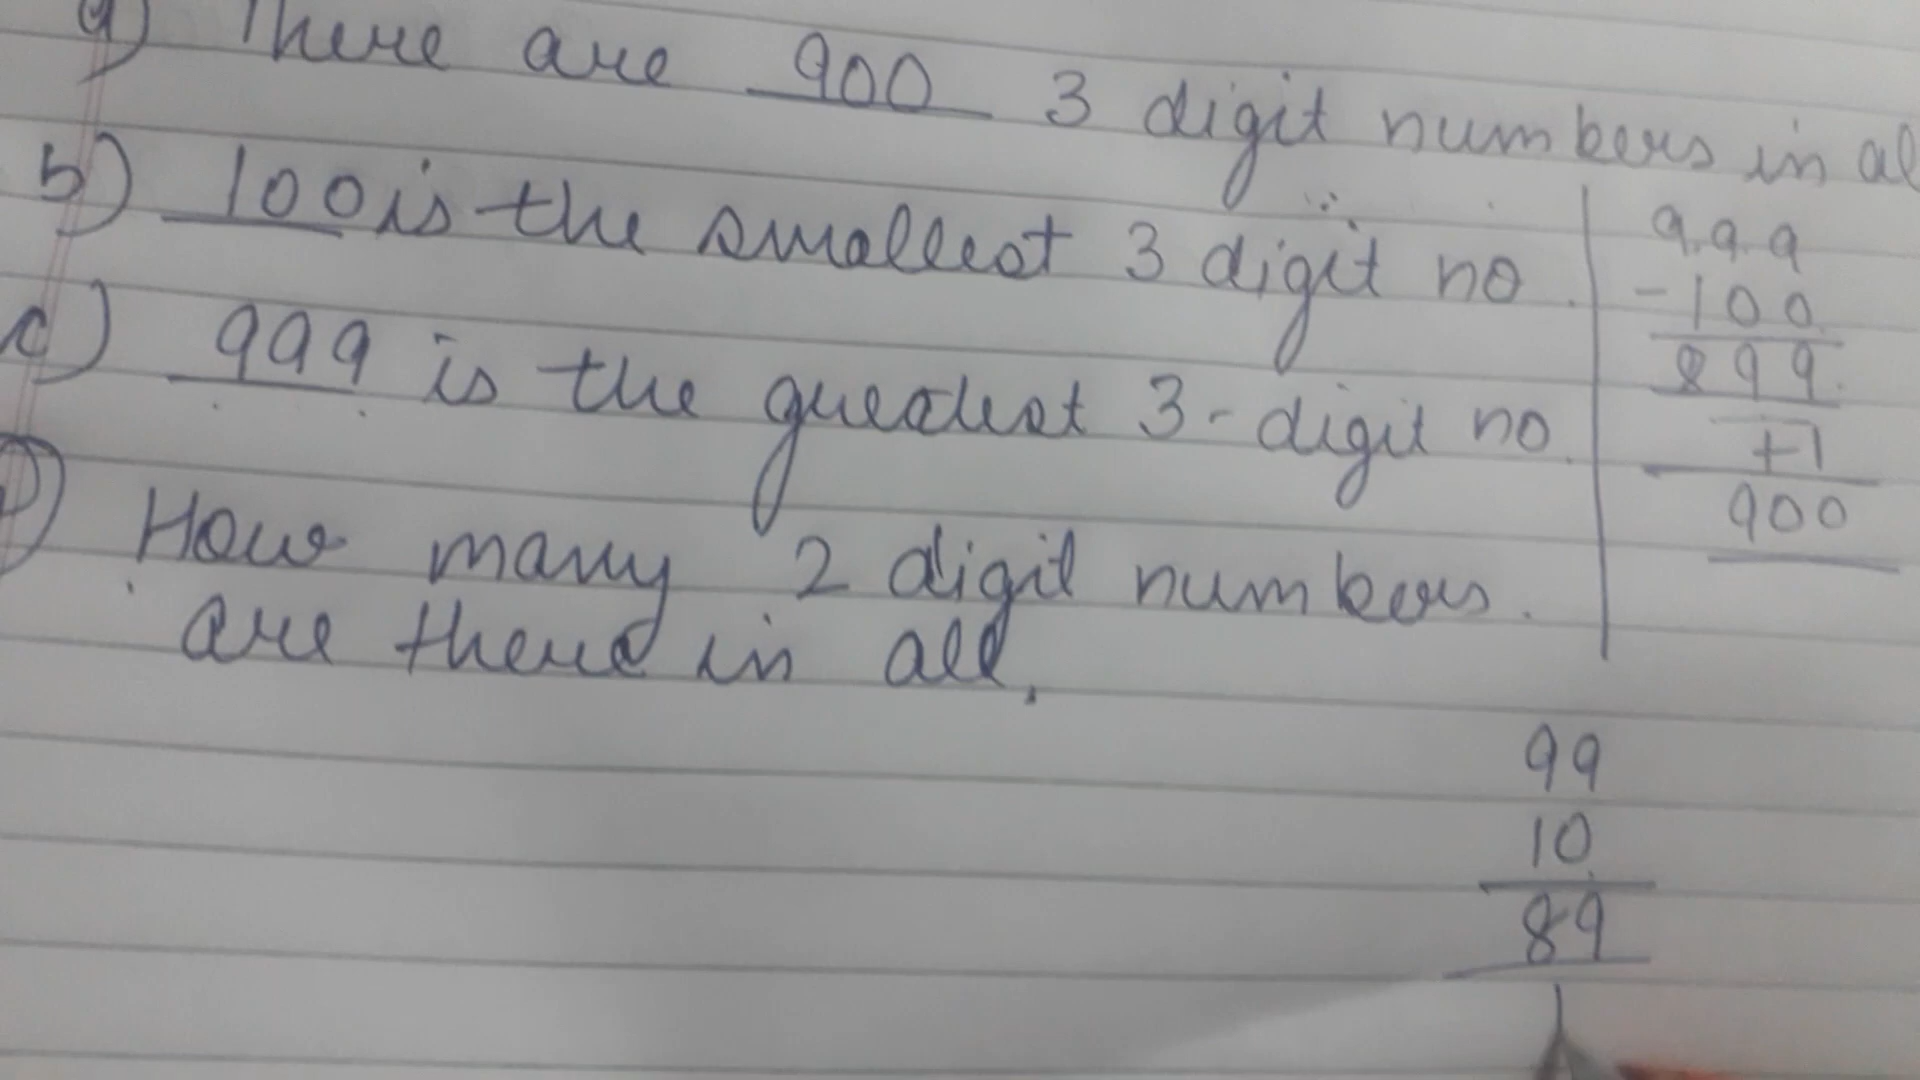 a) There are 900 3 digit numbers in al
b) 100 is the smallest 3 digit no.
c) 999 is the greatest 3-digit no.
D) How many 2 digit numbers.
are there in all.
999
-100
899
+1
900
99
10
89